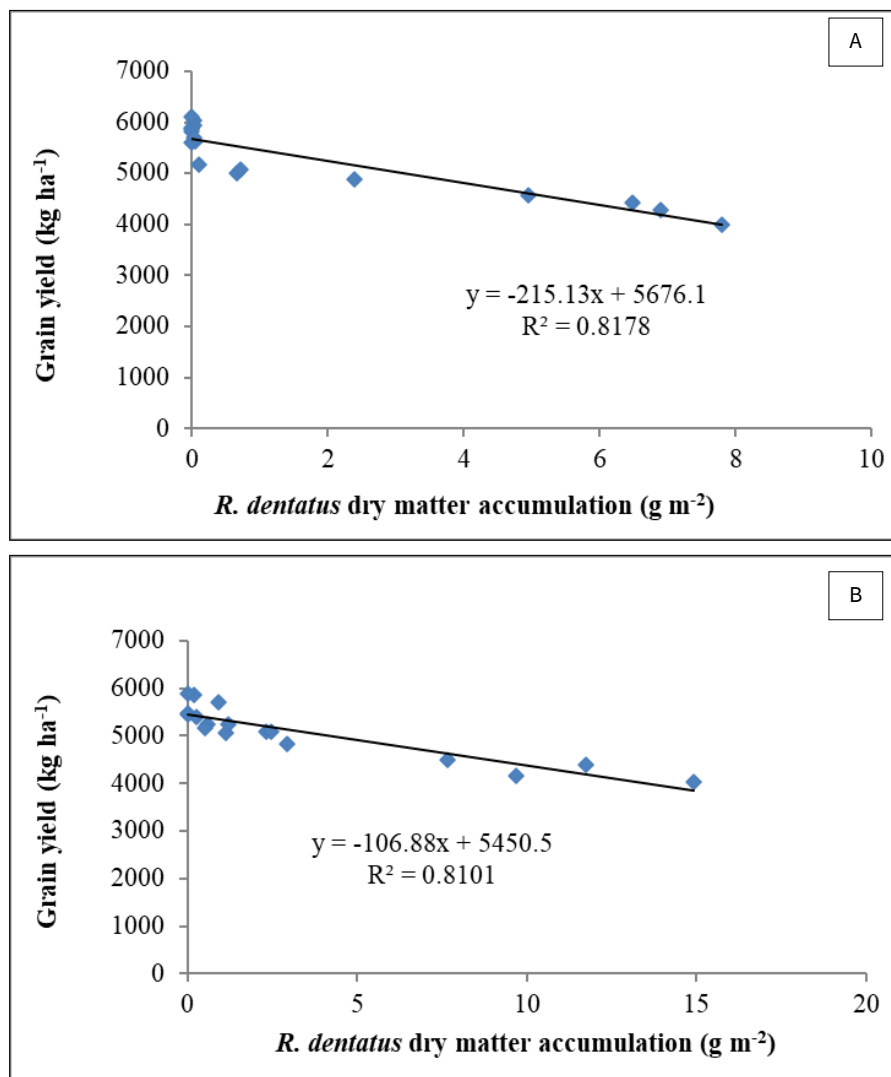 A
7000
6000
5000
4000
3000
2000
1000
0
Grain yield (kg ha⁻¹)
y = -215.13x + 5676.1
R² = 0.8178
0 2 4 6 8 10
R. dentatus dry matter accumulation (g m⁻²)
B
7000
6000
5000
4000
3000
2000
1000
0
Grain yield (kg ha⁻¹)
y = -106.88x + 5450.5
R² = 0.8101
0 5 10 15 20
R. dentatus dry matter accumulation (g m⁻²)